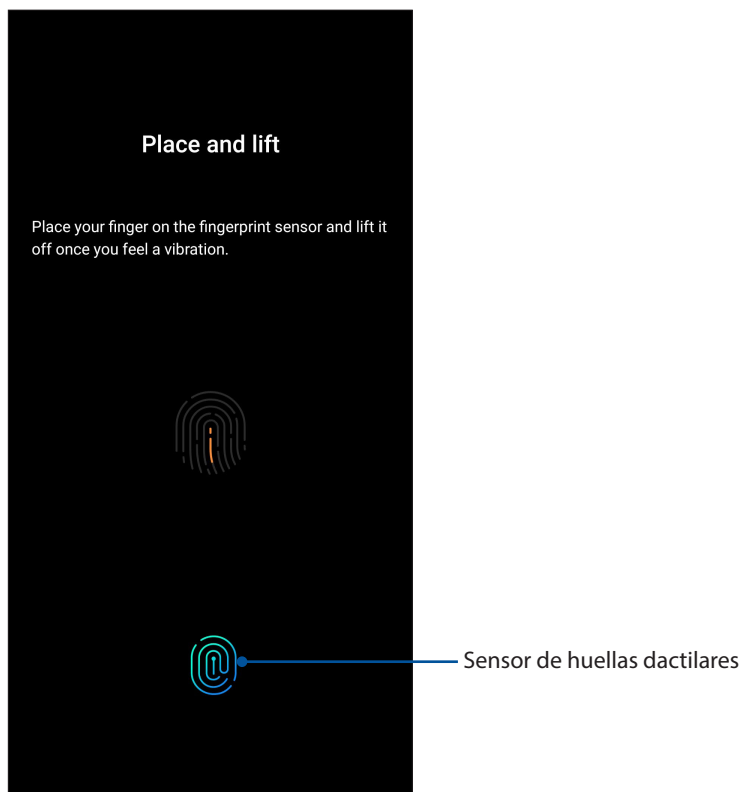 Place and lift
Place your finger on the fingerprint sensor and lift it
off once you feel a vibration.
Sensor de huellas dactilares